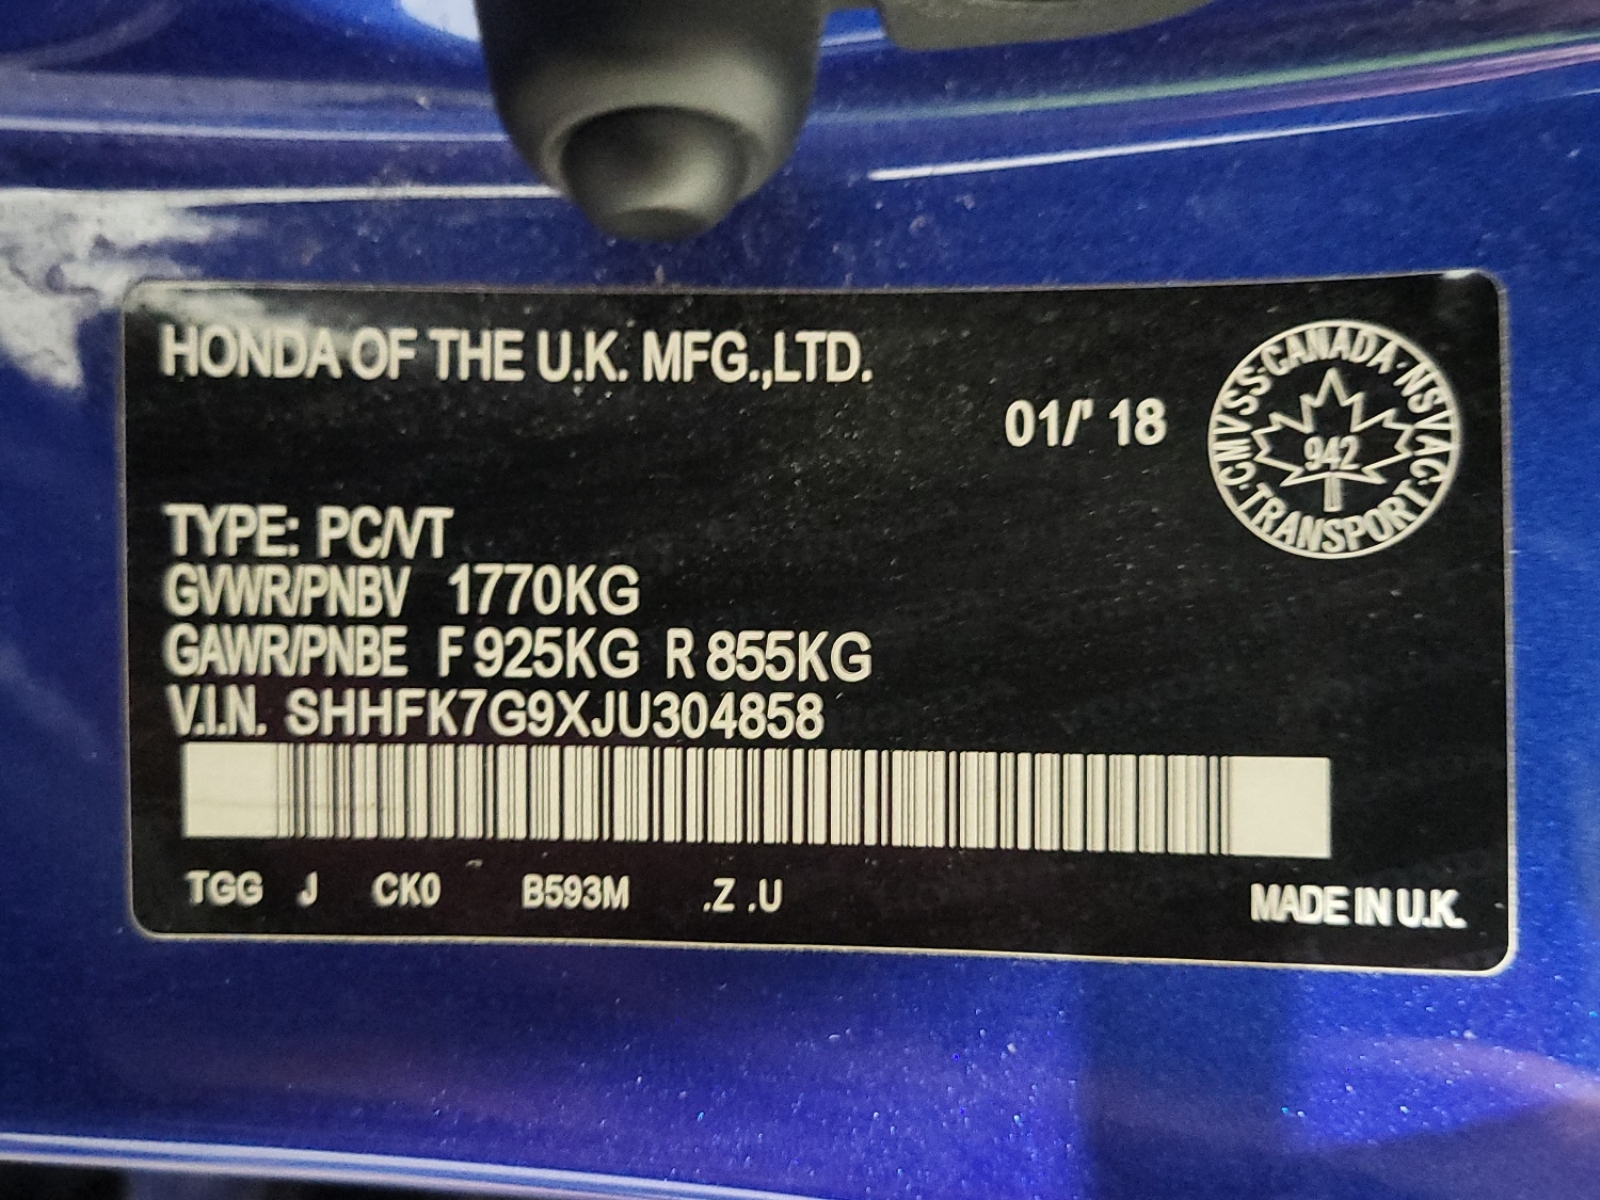 HONDA OF THE U.K. MFG.,LTD.
01/' 18
CMVSS·CANADA·NSVAC·TRANSPORT
942
TYPE: PC/VT
GVWR/PNBV 1770KG
GAWR/PNBE F 925KG R 855KG
V.I.N. SHHFK7G9XJU304858
TGG J CK0 B593M .Z .U
MADE IN U.K.